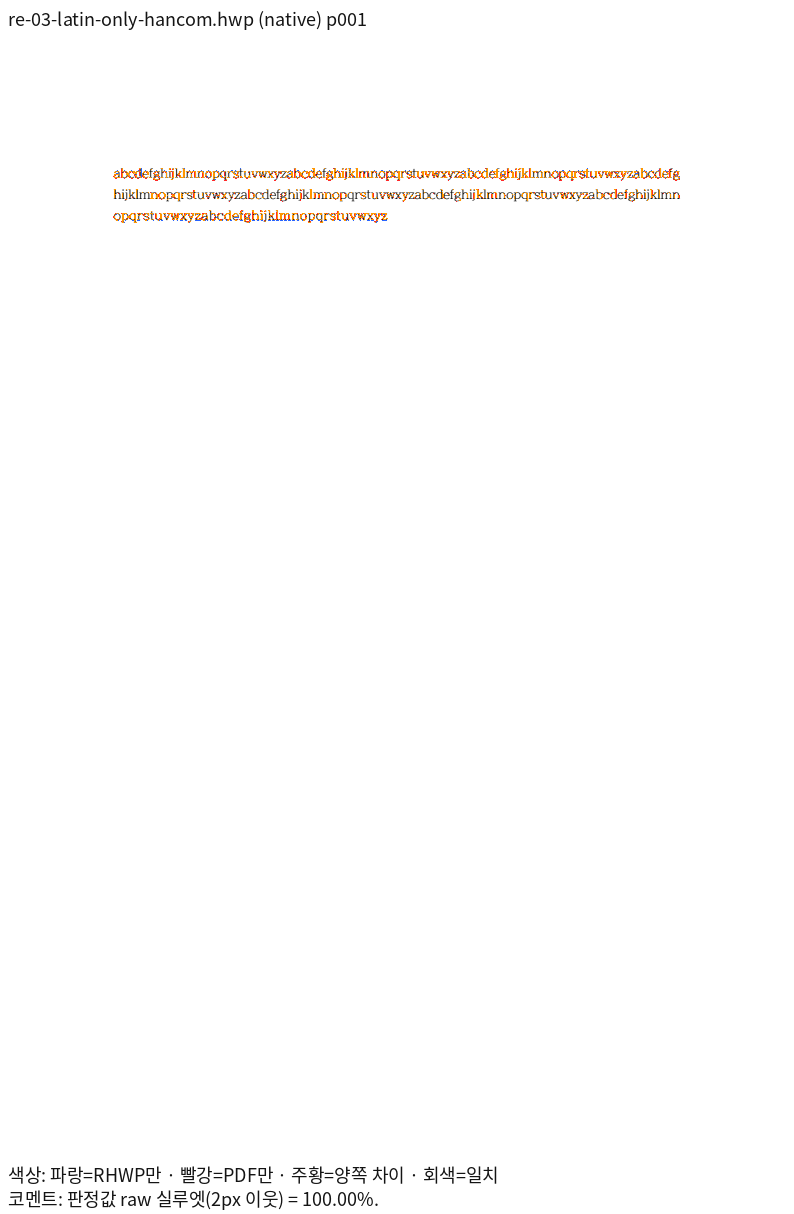 re-03-latin-only-hancom.hwp (native) p001
abcdefghijklmnopqrstuvwxyzabcdefghijklmnopqrstuvwxyzabcdefghijklmnopqrstuvwxyzabcdefg
hijklmnopqrstuvwxyzabcdefghijklmnopqrstuvwxyzabcdefghijklmnopqrstuvwxyzabcdefghijklmn
opqrstuvwxyzabcdefghijklmnopqrstuvwxyz
색상: 파랑=RHWP만 · 빨강=PDF만 · 주황=양쪽 차이 · 회색=일치
코멘트: 판정값 raw 실루엣(2px 이웃) = 100.00%.